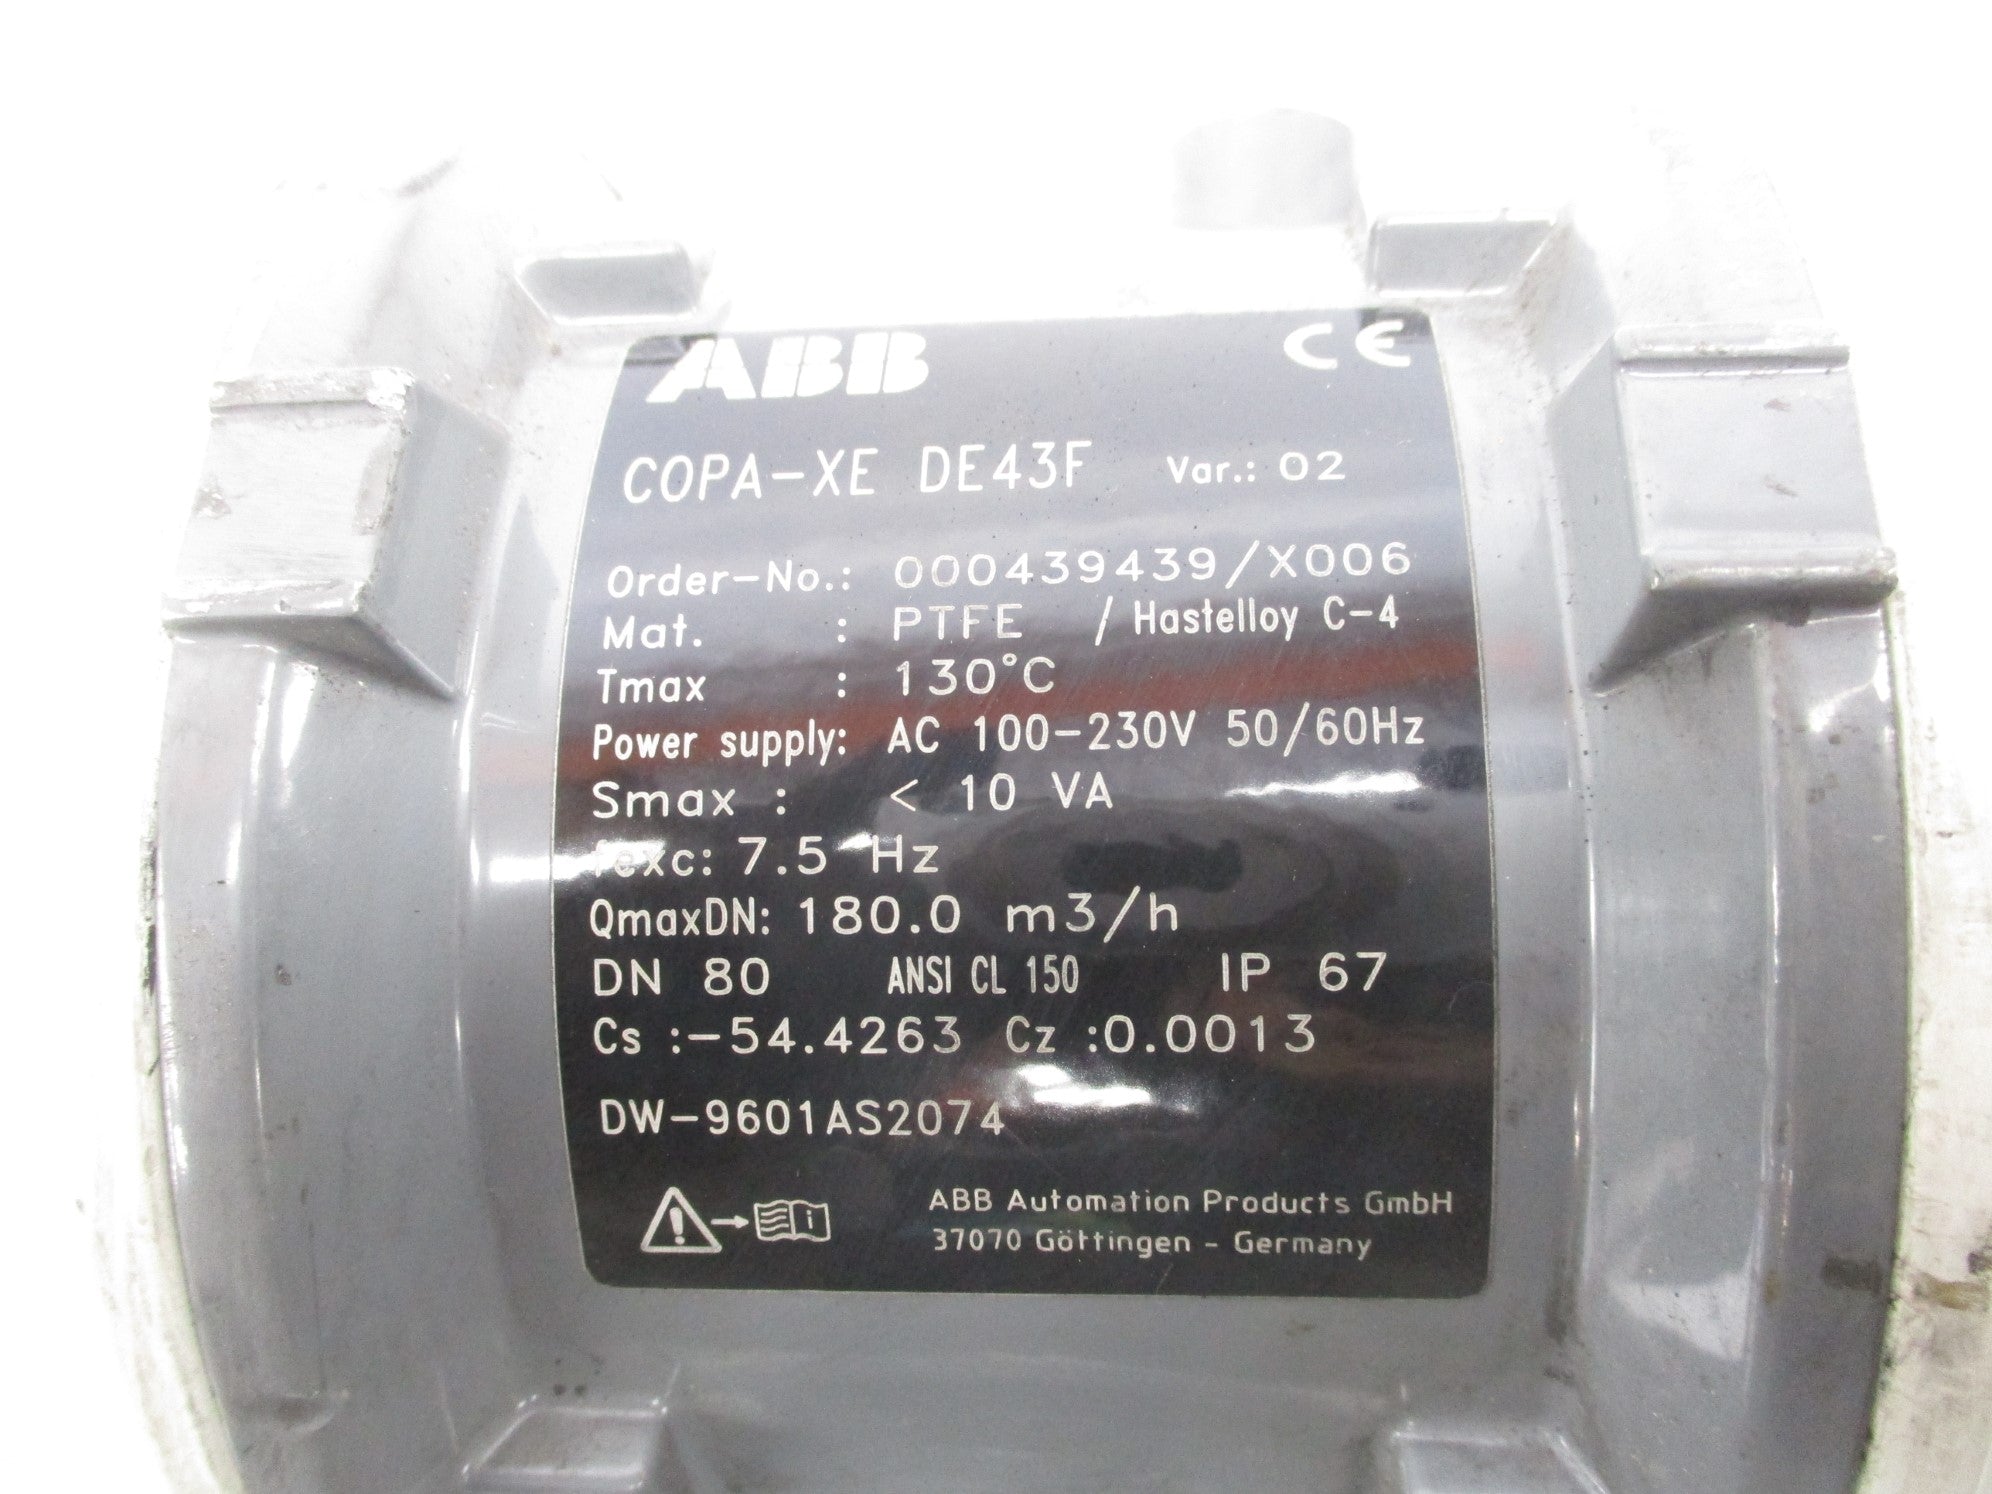 ABB CE
COPA-XE DE43F Var.: 02
Order-No.: 000439439/X006
Mat. : PTFE / Hastelloy C-4
Tmax : 130°C
Power supply: AC 100-230V 50/60Hz
Smax : < 10 VA
fexc: 7.5 Hz
QmaxDN: 180.0 m3/h
DN 80 ANSI CL 150 IP 67
Cs :-54.4263 Cz :0.0013
DW-9601AS2074
ABB Automation Products GmbH
37070 Göttingen - Germany